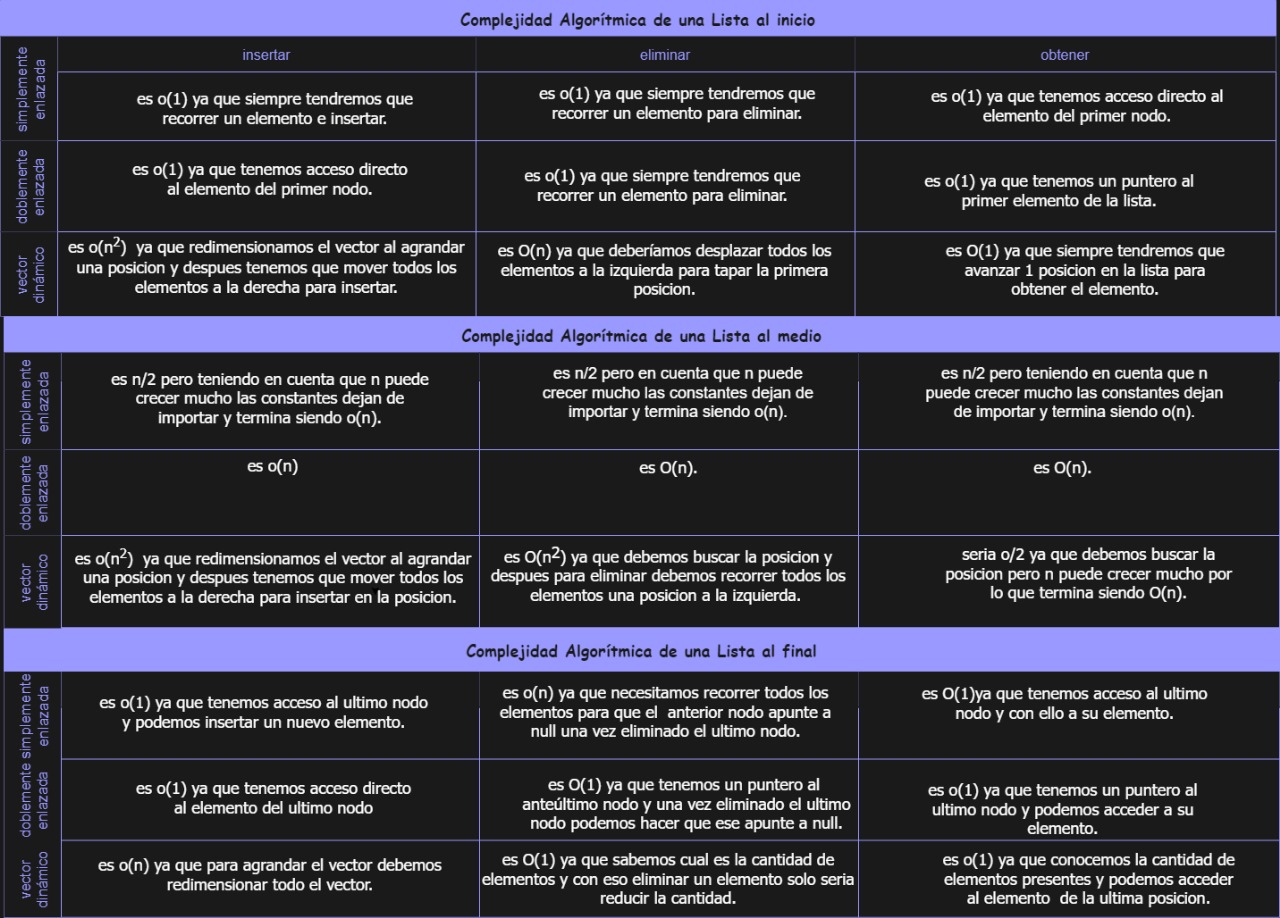 Complejidad Algorítmica de una Lista al inicio
insertar
eliminar
obtener
simplemente
enlazada
es o(1) ya que siempre tendremos que
recorrer un elemento e insertar.
es o(1) ya que siempre tendremos que
recorrer un elemento para eliminar.
es o(1) ya que tenemos acceso directo al
elemento del primer nodo.
doblemente
enlazada
es o(1) ya que tenemos acceso directo
al elemento del primer nodo.
es o(1) ya que siempre tendremos que
recorrer un elemento para eliminar.
es o(1) ya que tenemos un puntero al
primer elemento de la lista.
vector
dinámico
es o(n²) ya que redimensionamos el vector al agrandar
una posicion y despues tenemos que mover todos los
elementos a la derecha para insertar.
es O(n) ya que deberíamos desplazar todos los
elementos a la izquierda para tapar la primera
posicion.
es O(1) ya que siempre tendremos que
avanzar 1 posicion en la lista para
obtener el elemento.
Complejidad Algorítmica de una Lista al medio
simplemente
enlazada
es n/2 pero teniendo en cuenta que n puede
crecer mucho las constantes dejan de
importar y termina siendo o(n).
es n/2 pero en cuenta que n puede
crecer mucho las constantes dejan de
importar y termina siendo o(n).
es n/2 pero teniendo en cuenta que n
puede crecer mucho las constantes dejan
de importar y termina siendo o(n).
doblemente
enlazada
es o(n)
es O(n).
es O(n).
vector
dinámico
es o(n²) ya que redimensionamos el vector al agrandar
una posicion y despues tenemos que mover todos los
elementos a la derecha para insertar en la posicion.
es O(n²) ya que debemos buscar la posicion y
despues para eliminar debemos recorrer todos los
elementos una posicion a la izquierda.
seria o/2 ya que debemos buscar la
posicion pero n puede crecer mucho por
lo que termina siendo O(n).
Complejidad Algorítmica de una Lista al final
simplemente
enlazada
es o(1) ya que tenemos acceso al ultimo nodo
y podemos insertar un nuevo elemento.
es o(n) ya que necesitamos recorrer todos los
elementos para que el anterior nodo apunte a
null una vez eliminado el ultimo nodo.
es O(1)ya que tenemos acceso al ultimo
nodo y con ello a su elemento.
doblemente
enlazada
es o(1) ya que tenemos acceso directo
al elemento del ultimo nodo
es O(1) ya que tenemos un puntero al
anteúltimo nodo y una vez eliminado el ultimo
nodo podemos hacer que ese apunte a null.
es o(1) ya que tenemos un puntero al
ultimo nodo y podemos acceder a su
elemento.
vector
dinámico
es o(n) ya que para agrandar el vector debemos
redimensionar todo el vector.
es O(1) ya que sabemos cual es la cantidad de
elementos y con eso eliminar un elemento solo seria
reducir la cantidad.
es o(1) ya que conocemos la cantidad de
elementos presentes y podemos acceder
al elemento de la ultima posicion.